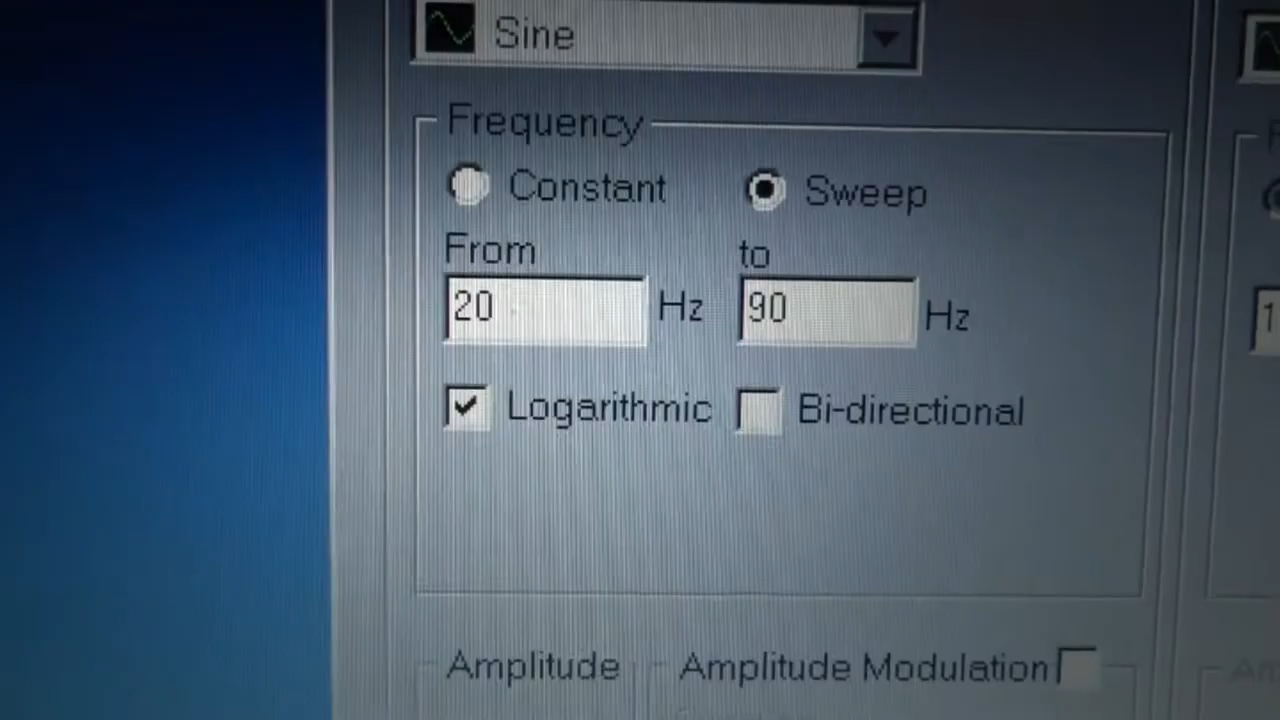 Sine
Frequency
Constant Sweep
From to
20 Hz 90 Hz
Logarithmic Bi-directional
Amplitude Amplitude Modulation